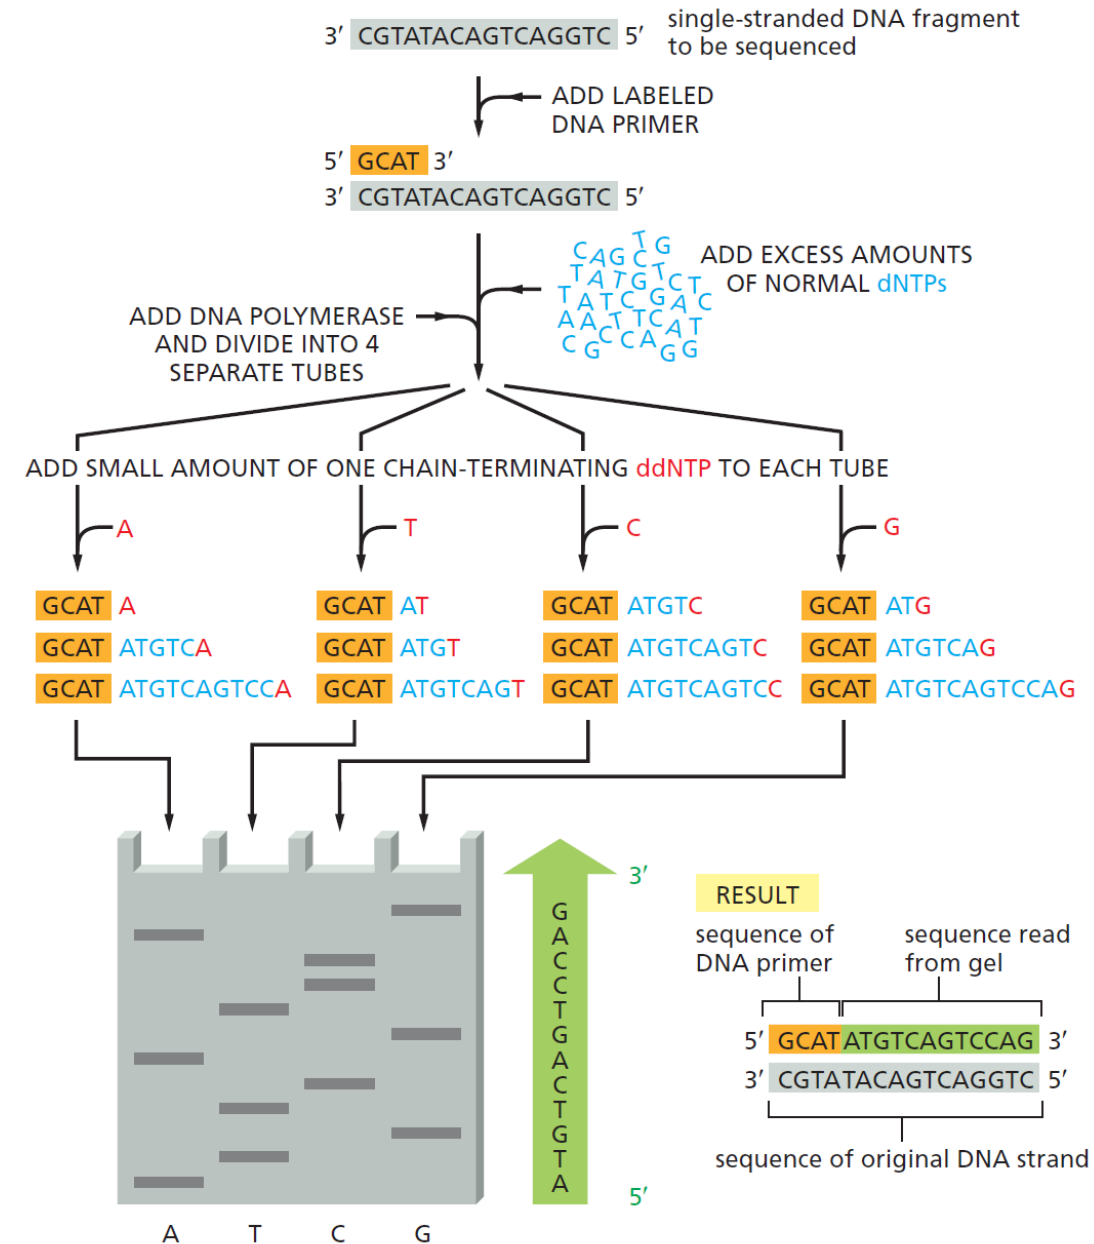 3′ CGTATACAGTCAGGTC 5′
single-stranded DNA fragment
to be sequenced
ADD LABELED
DNA PRIMER
5′ GCAT 3′
3′ CGTATACAGTCAGGTC 5′
T G
C A G C
T A T G T C T
T A T C G A C
A A T T C A T
C G C C A G G
ADD EXCESS AMOUNTS
OF NORMAL dNTPs
ADD DNA POLYMERASE
AND DIVIDE INTO 4
SEPARATE TUBES
ADD SMALL AMOUNT OF ONE CHAIN-TERMINATING ddNTP TO EACH TUBE
A T C G
GCAT A
GCAT ATGTCA
GCAT ATGTCAGTCCA
GCAT AT
GCAT ATGT
GCAT ATGTCAGT
GCAT ATGTC
GCAT ATGTCAGTC
GCAT ATGTCAGTCC
GCAT ATG
GCAT ATGTCAG
GCAT ATGTCAGTCCAG
A T C G
3′
G
A
C
C
T
G
A
C
T
G
T
A
5′
RESULT
sequence of
DNA primer
sequence read
from gel
5′ GCATATGTCAGTCCAG 3′
3′ CGTATACAGTCAGGTC 5′
sequence of original DNA strand